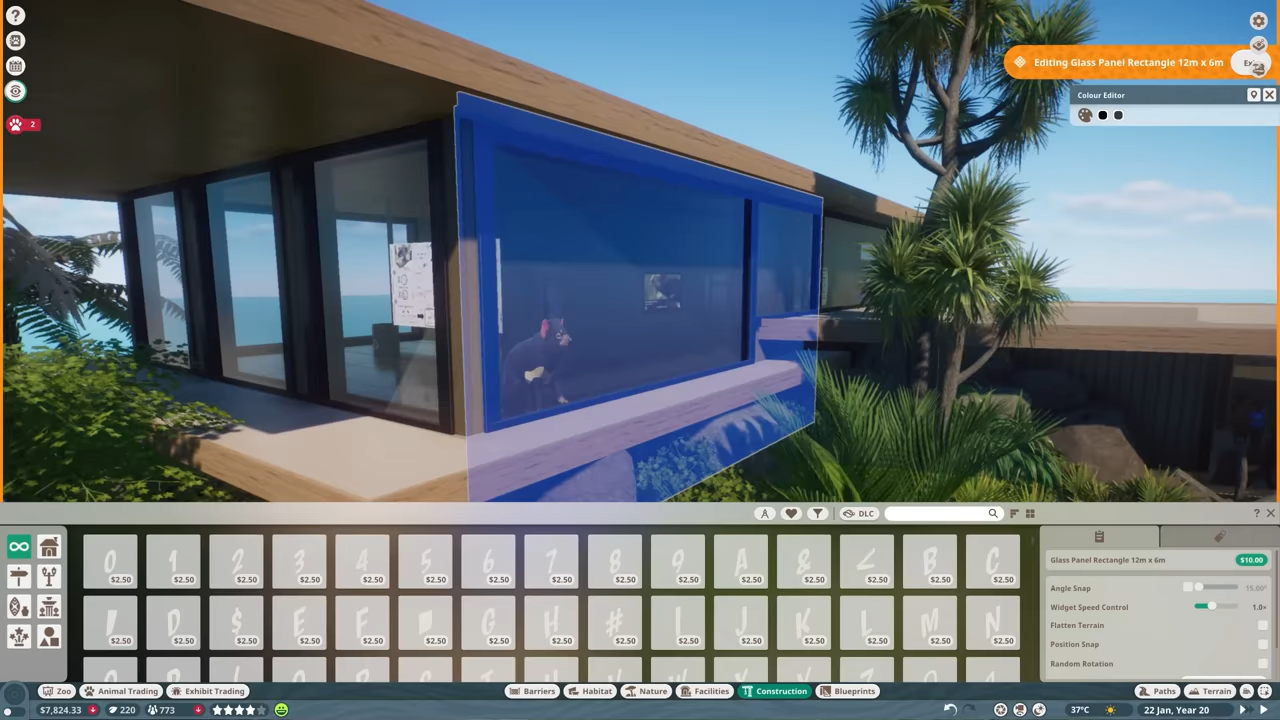 ?
Editing Glass Panel Rectangle 12m x 6m
Colour Editor
2
DLC
?
0 $2.50
1 $2.50
2 $2.50
3 $2.50
4 $2.50
5 $2.50
6 $2.50
7 $2.50
8 $2.50
9 $2.50
A $2.50
& $2.50
< $2.50
B $2.50
C $2.50
$2.50
D $2.50
$ $2.50
E $2.50
F $2.50
$2.50
G $2.50
H $2.50
# $2.50
I $2.50
J $2.50
K $2.50
L $2.50
M $2.50
N $2.50
Glass Panel Rectangle 12m x 6m $10.00
Angle Snap 15.00°
Widget Speed Control 1.0×
Flatten Terrain
Position Snap
Random Rotation
Zoo Animal Trading Exhibit Trading Barriers Habitat Nature Facilities Construction Blueprints Paths Terrain
$7,824.33 220 773 37°C 22 Jan, Year 20